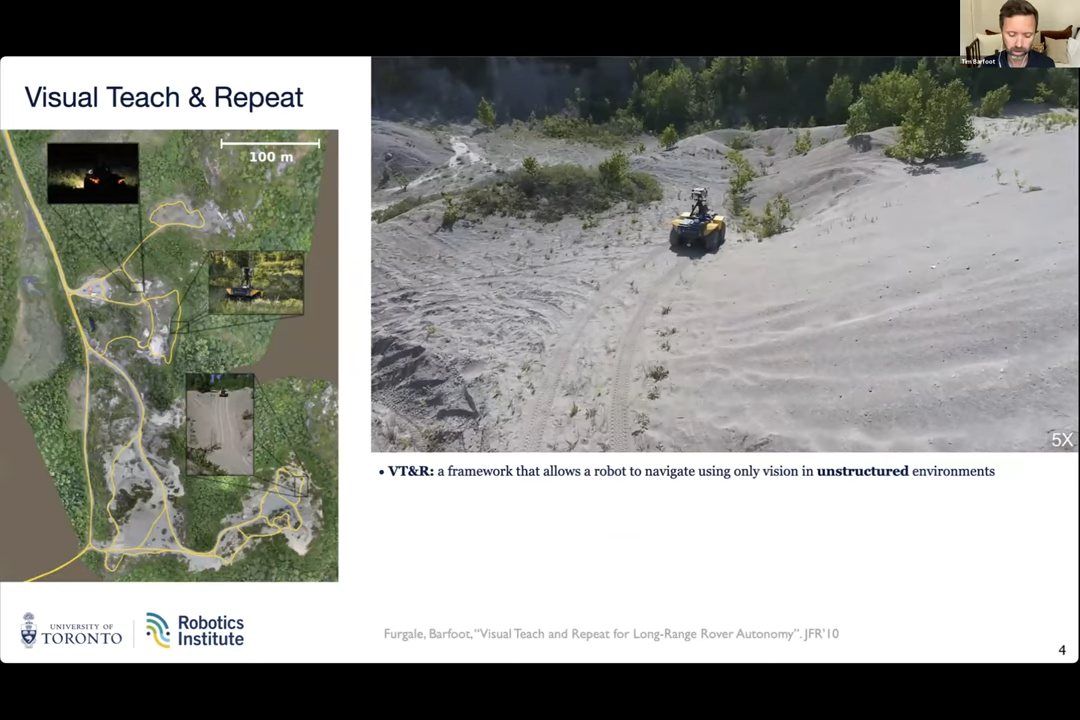 Tim Barfoot
Visual Teach & Repeat
100 m
5X
• VT&R: a framework that allows a robot to navigate using only vision in unstructured environments
UNIVERSITY OF
TORONTO
Robotics
Institute
Furgale, Barfoot, "Visual Teach and Repeat for Long-Range Rover Autonomy". JFR'10
4